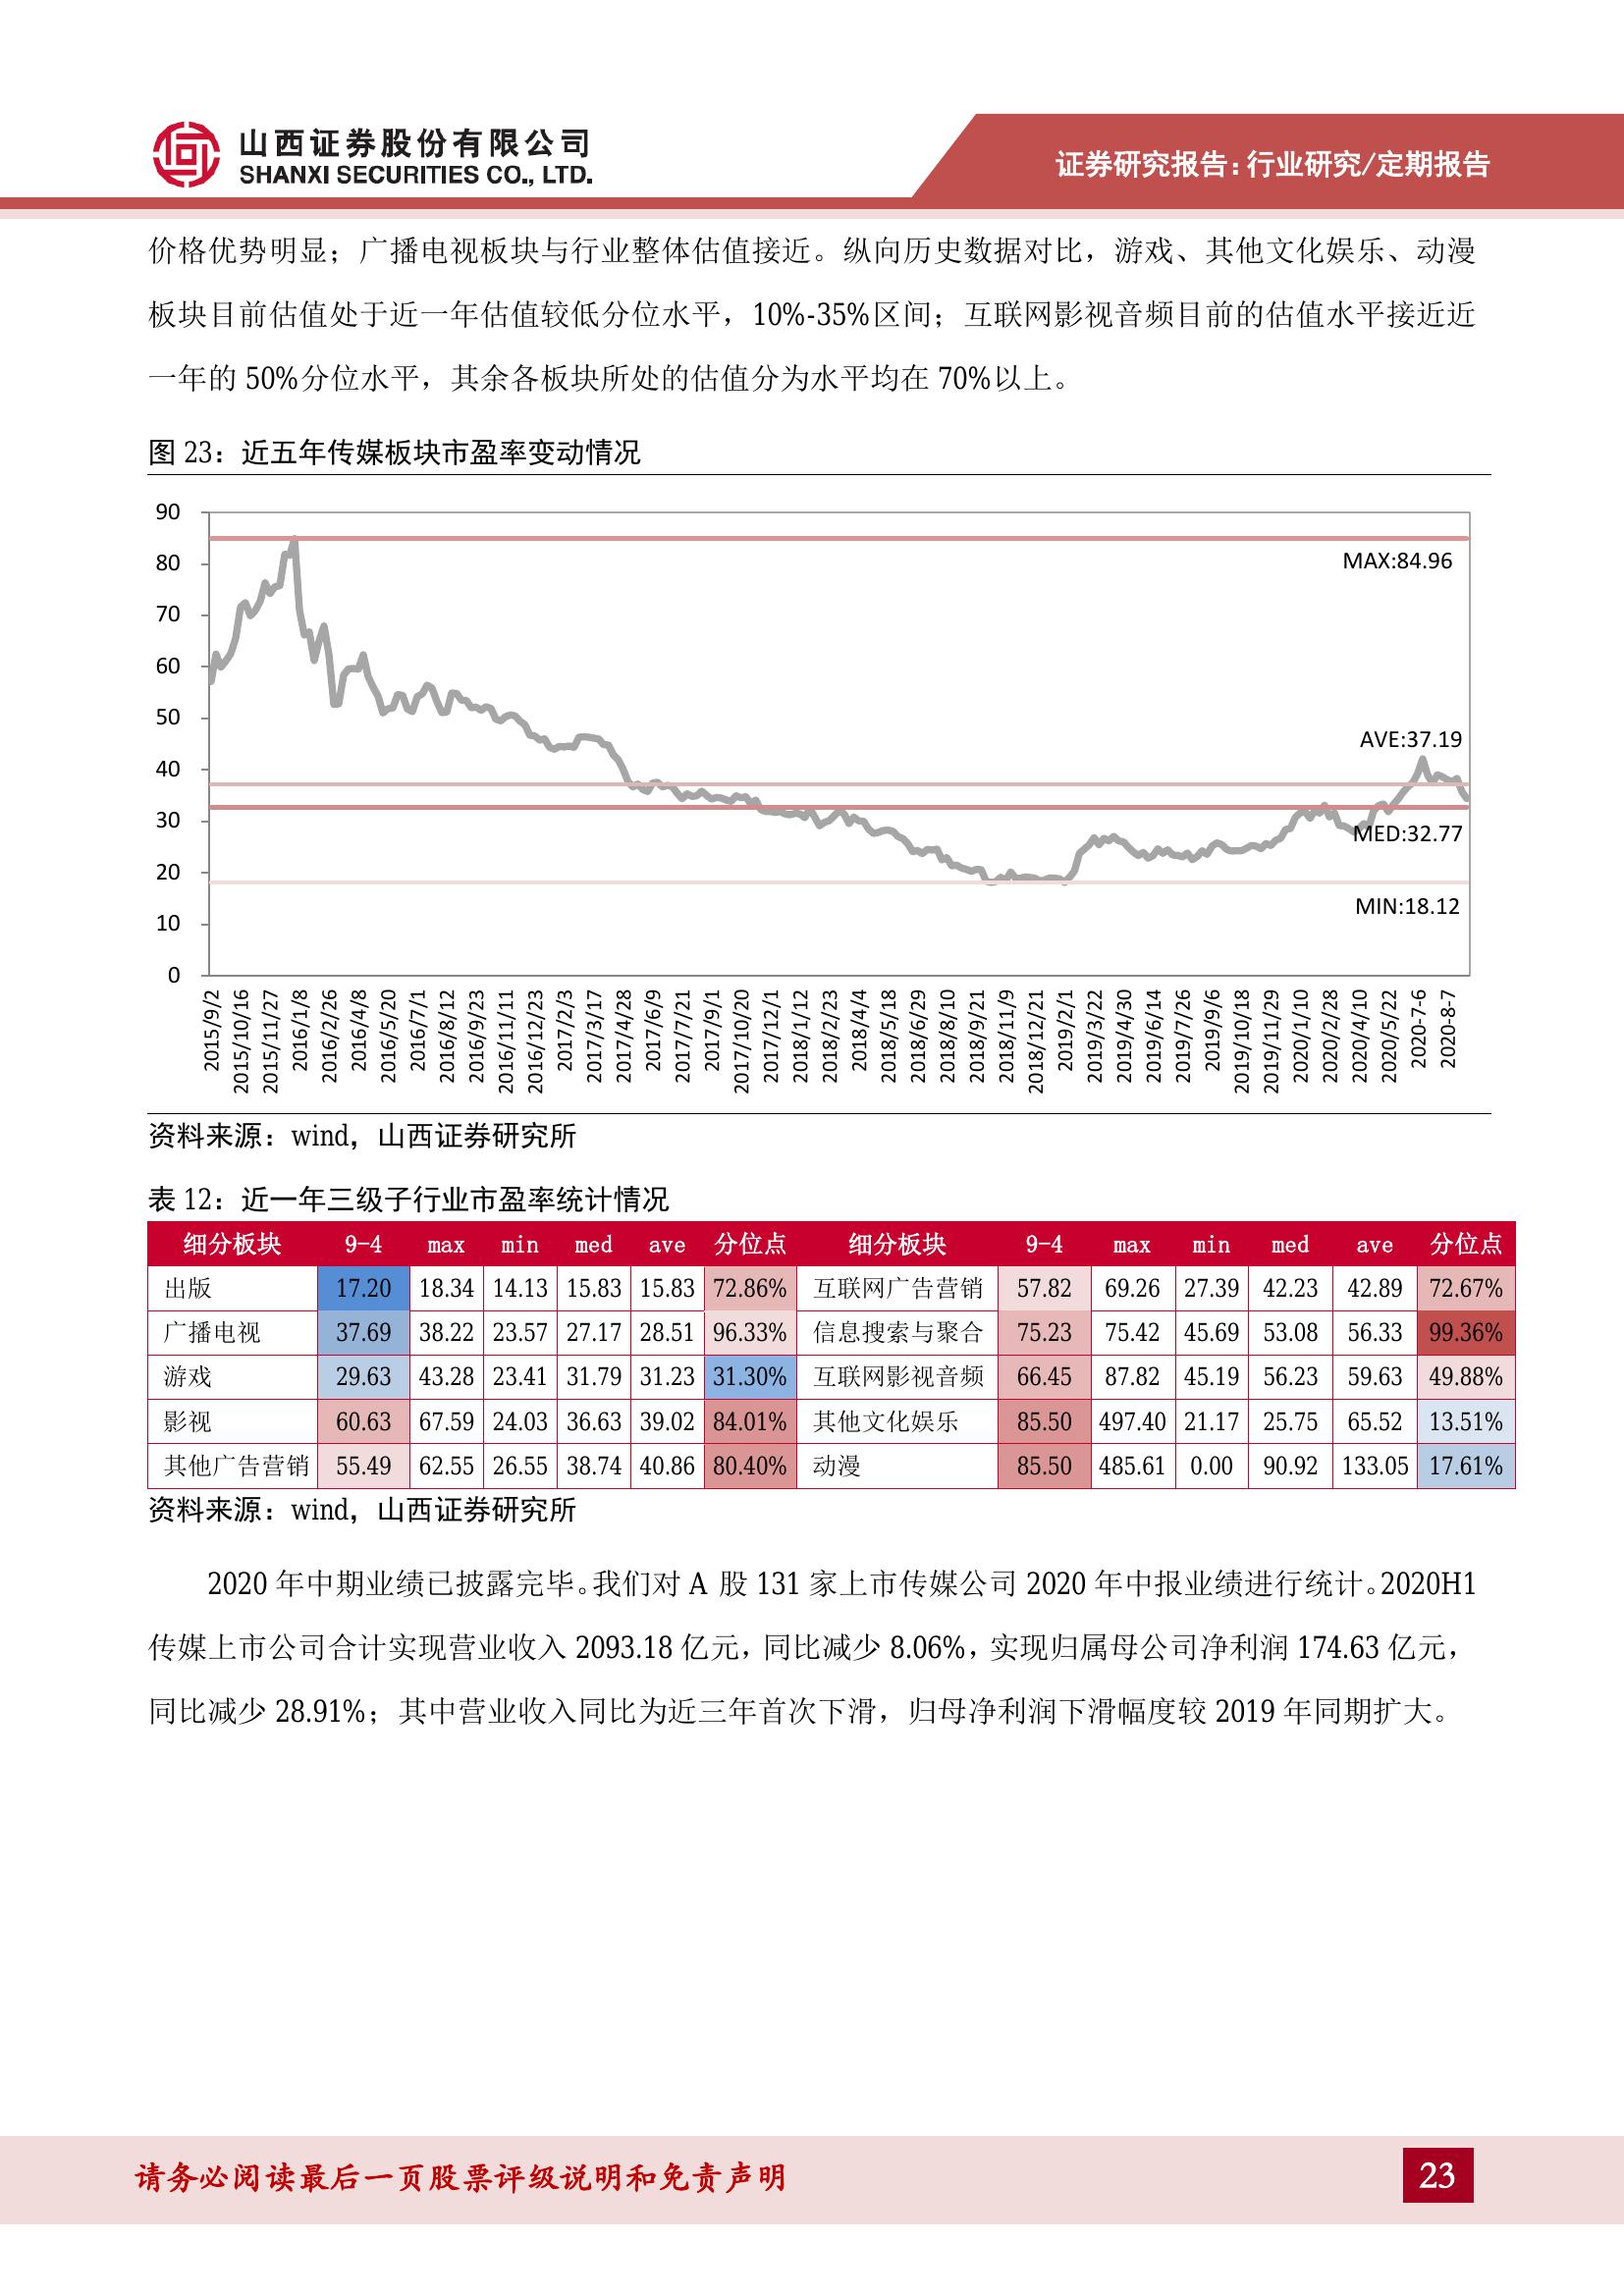 山西证券股份有限公司
SHANXI SECURITIES CO., LTD.
证券研究报告:行业研究/定期报告
价格优势明显；广播电视板块与行业整体估值接近。纵向历史数据对比，游戏、其他文化娱乐、动漫
板块目前估值处于近一年估值较低分位水平，10%-35%区间；互联网影视音频目前的估值水平接近近
一年的 50%分位水平，其余各板块所处的估值分为水平均在 70%以上。
图 23：近五年传媒板块市盈率变动情况
90
80
70
60
50
40
30
20
10
0
MAX:84.96
AVE:37.19
MED:32.77
MIN:18.12
2015/9/2 2015/10/16 2015/11/27 2016/1/8 2016/2/26 2016/4/8 2016/5/20 2016/7/1 2016/8/12 2016/9/23 2016/11/11 2016/12/23 2017/2/3 2017/3/17 2017/4/28 2017/6/9 2017/7/21 2017/9/1 2017/10/20 2017/12/1 2018/1/12 2018/2/23 2018/4/4 2018/5/18 2018/6/29 2018/8/10 2018/9/21 2018/11/9 2018/12/21 2019/2/1 2019/3/22 2019/4/30 2019/6/14 2019/7/26 2019/9/6 2019/10/18 2019/11/29 2020/1/10 2020/2/28 2020/4/10 2020/5/22 2020-7-6 2020-8-7
资料来源：wind，山西证券研究所
表 12：近一年三级子行业市盈率统计情况
细分板块 9-4 max min med ave 分位点 细分板块 9-4 max min med ave 分位点
出版 17.20 18.34 14.13 15.83 15.83 72.86% 互联网广告营销 57.82 69.26 27.39 42.23 42.89 72.67%
广播电视 37.69 38.22 23.57 27.17 28.51 96.33% 信息搜索与聚合 75.23 75.42 45.69 53.08 56.33 99.36%
游戏 29.63 43.28 23.41 31.79 31.23 31.30% 互联网影视音频 66.45 87.82 45.19 56.23 59.63 49.88%
影视 60.63 67.59 24.03 36.63 39.02 84.01% 其他文化娱乐 85.50 497.40 21.17 25.75 65.52 13.51%
其他广告营销 55.49 62.55 26.55 38.74 40.86 80.40% 动漫 85.50 485.61 0.00 90.92 133.05 17.61%
资料来源：wind，山西证券研究所
2020 年中期业绩已披露完毕。我们对 A 股 131 家上市传媒公司 2020 年中报业绩进行统计。2020H1
传媒上市公司合计实现营业收入 2093.18 亿元，同比减少 8.06%，实现归属母公司净利润 174.63 亿元，
同比减少 28.91%；其中营业收入同比为近三年首次下滑，归母净利润下滑幅度较 2019 年同期扩大。
请务必阅读最后一页股票评级说明和免责声明
23